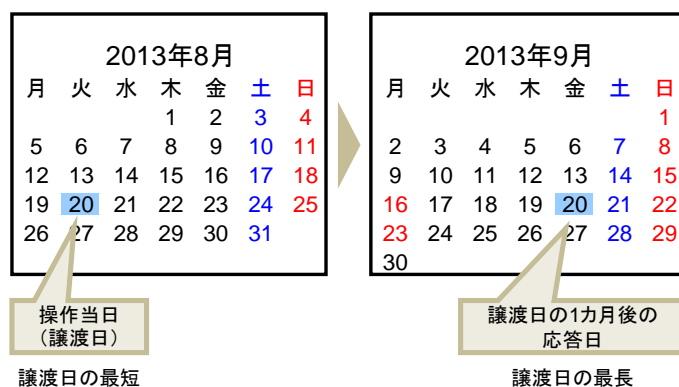 2013年8月
月 火 水 木 金 土 日
1 2 3 4
5 6 7 8 9 10 11
12 13 14 15 16 17 18
19 20 21 22 23 24 25
26 27 28 29 30 31
操作当日
（譲渡日）
譲渡日の最短
2013年9月
月 火 水 木 金 土 日
1
2 3 4 5 6 7 8
9 10 11 12 13 14 15
16 17 18 19 20 21 22
23 24 25 26 27 28 29
30
譲渡日の1カ月後の
応答日
譲渡日の最長